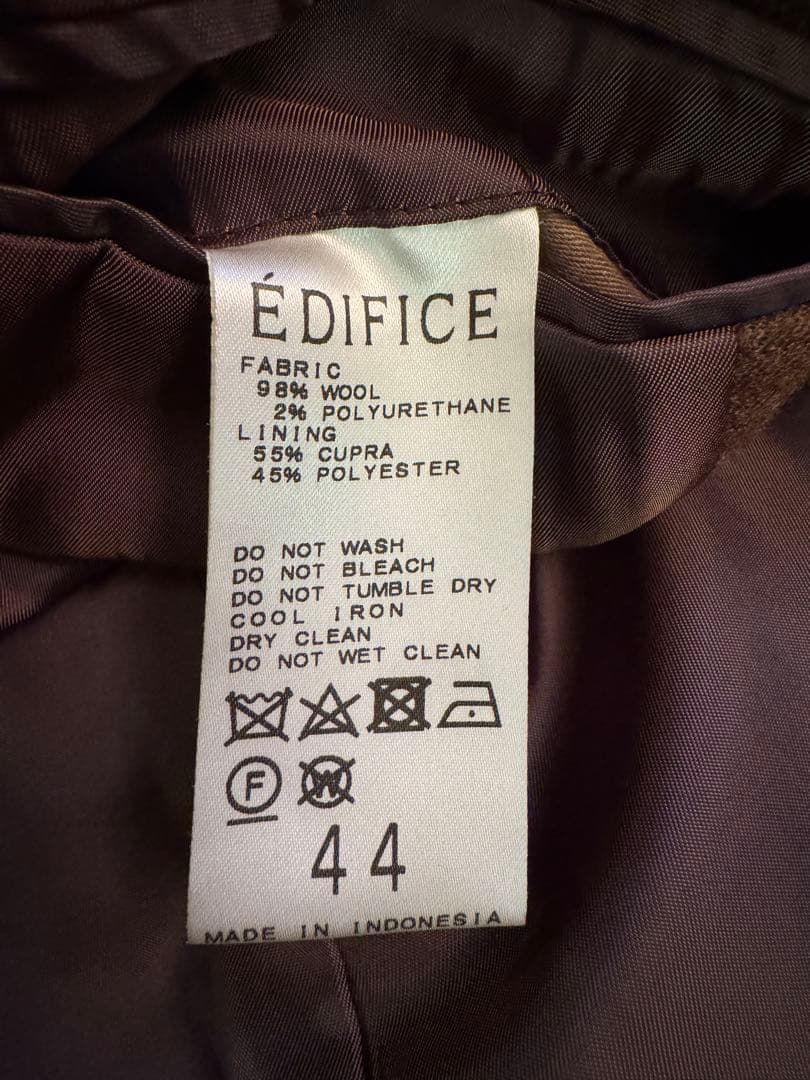 ÉDIFICE
FABRIC
98% WOOL
2% POLYURETHANE
LINING
55% CUPRA
45% POLYESTER
DO NOT WASH
DO NOT BLEACH
DO NOT TUMBLE DRY
COOL IRON
DRY CLEAN
DO NOT WET CLEAN
F W
44
MADE IN INDONESIA